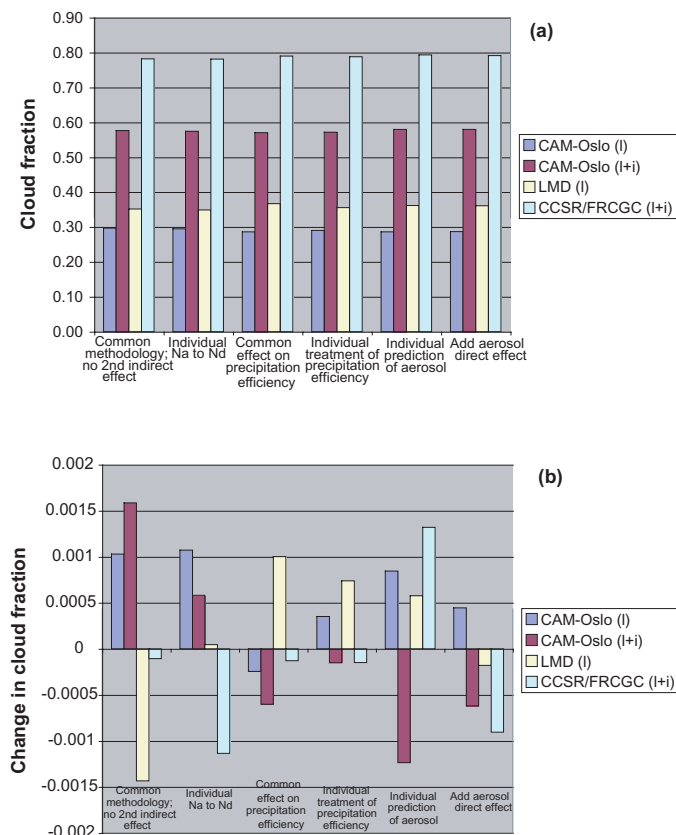 (a)
0.90
0.80
0.70
0.60
0.50
0.40
0.30
0.20
0.10
0.00
Cloud fraction
Common
methodology;
no 2nd indirect
effect
Individual
Na to Nd
Common
effect on
precipitation
efficiency
Individual
treatment of
precipitation
efficiency
Individual
prediction
of aerosol
Add aerosol
direct effect
CAM-Oslo (l)
CAM-Oslo (l+i)
LMD (l)
CCSR/FRCGC (l+i)
(b)
0.002
0.0015
0.001
0.0005
0
-0.0005
-0.001
-0.0015
-0.002
Change in cloud fraction
Common
methodology;
no 2nd indirect
effect
Individual
Na to Nd
Common
effect on
precipitation
efficiency
Individual
treatment of
precipitation
efficiency
Individual
prediction
of aerosol
Add aerosol
direct effect
CAM-Oslo (l)
CAM-Oslo (l+i)
LMD (l)
CCSR/FRCGC (l+i)